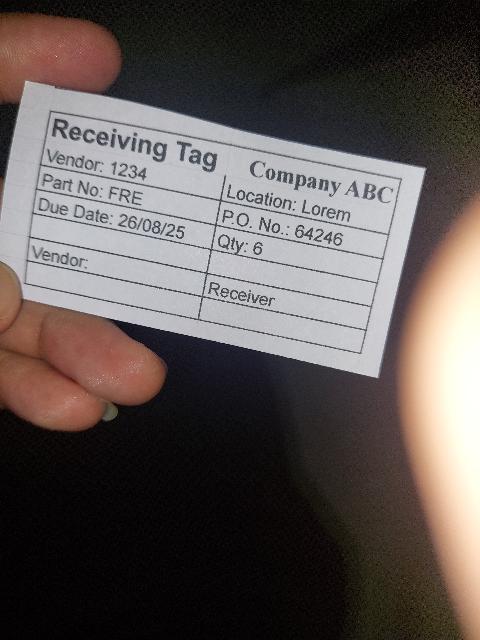 Receiving Tag Company ABC
Vendor: 1234 Location: Lorem
Part No: FRE P.O. No.: 64246
Due Date: 26/08/25 Qty: 6
Vendor: Receiver